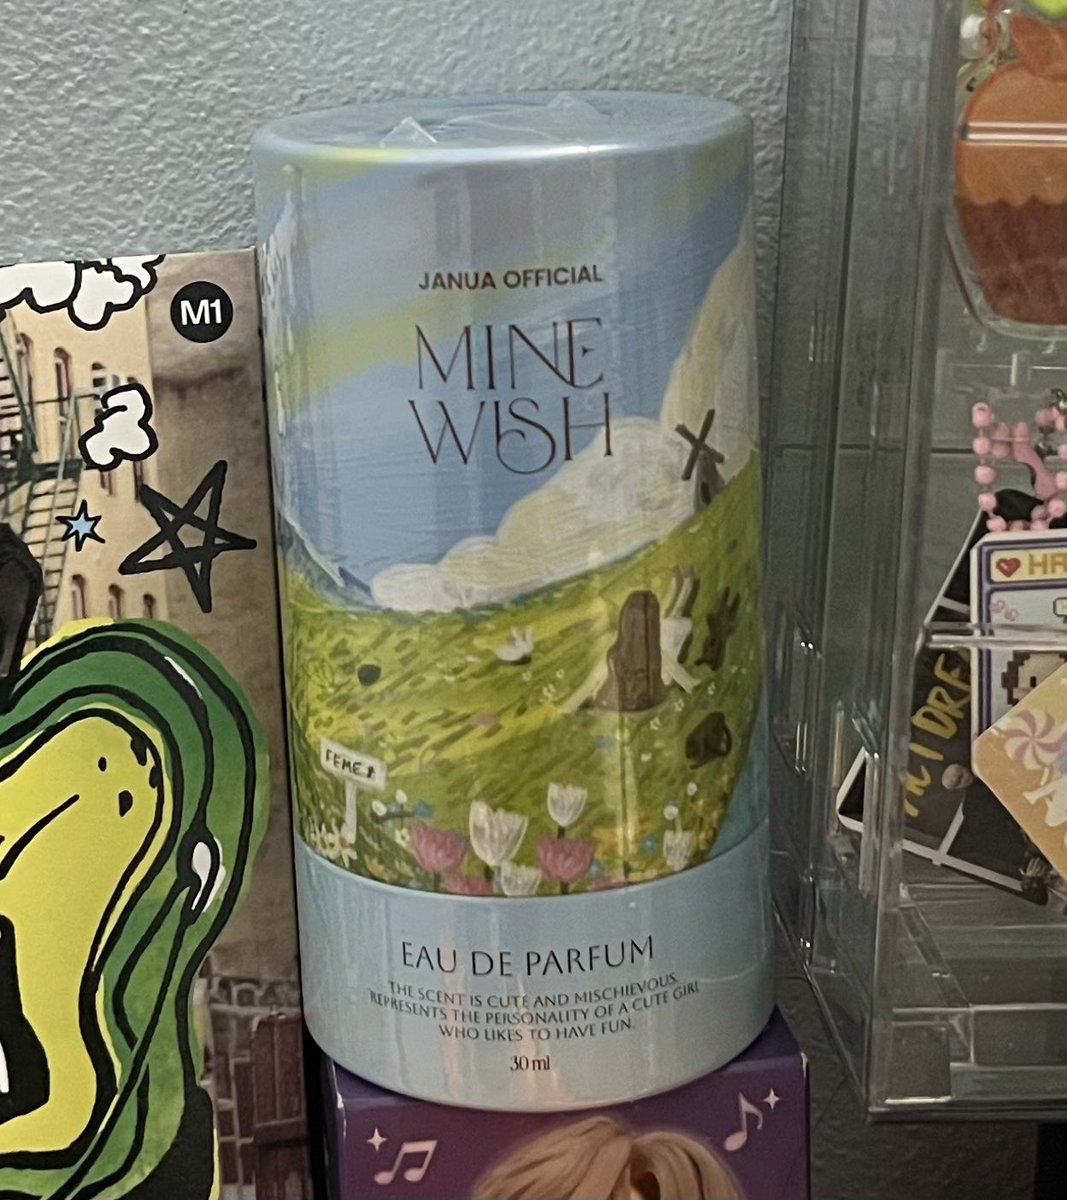 M1
JANUA OFFICIAL
MINE
WISH
EAU DE PARFUM
THE SCENT IS CUTE AND MISCHIEVOUS.
REPRESENTS THE PERSONALITY OF A CUTE GIRL
WHO LIKES TO HAVE FUN.
30 ml